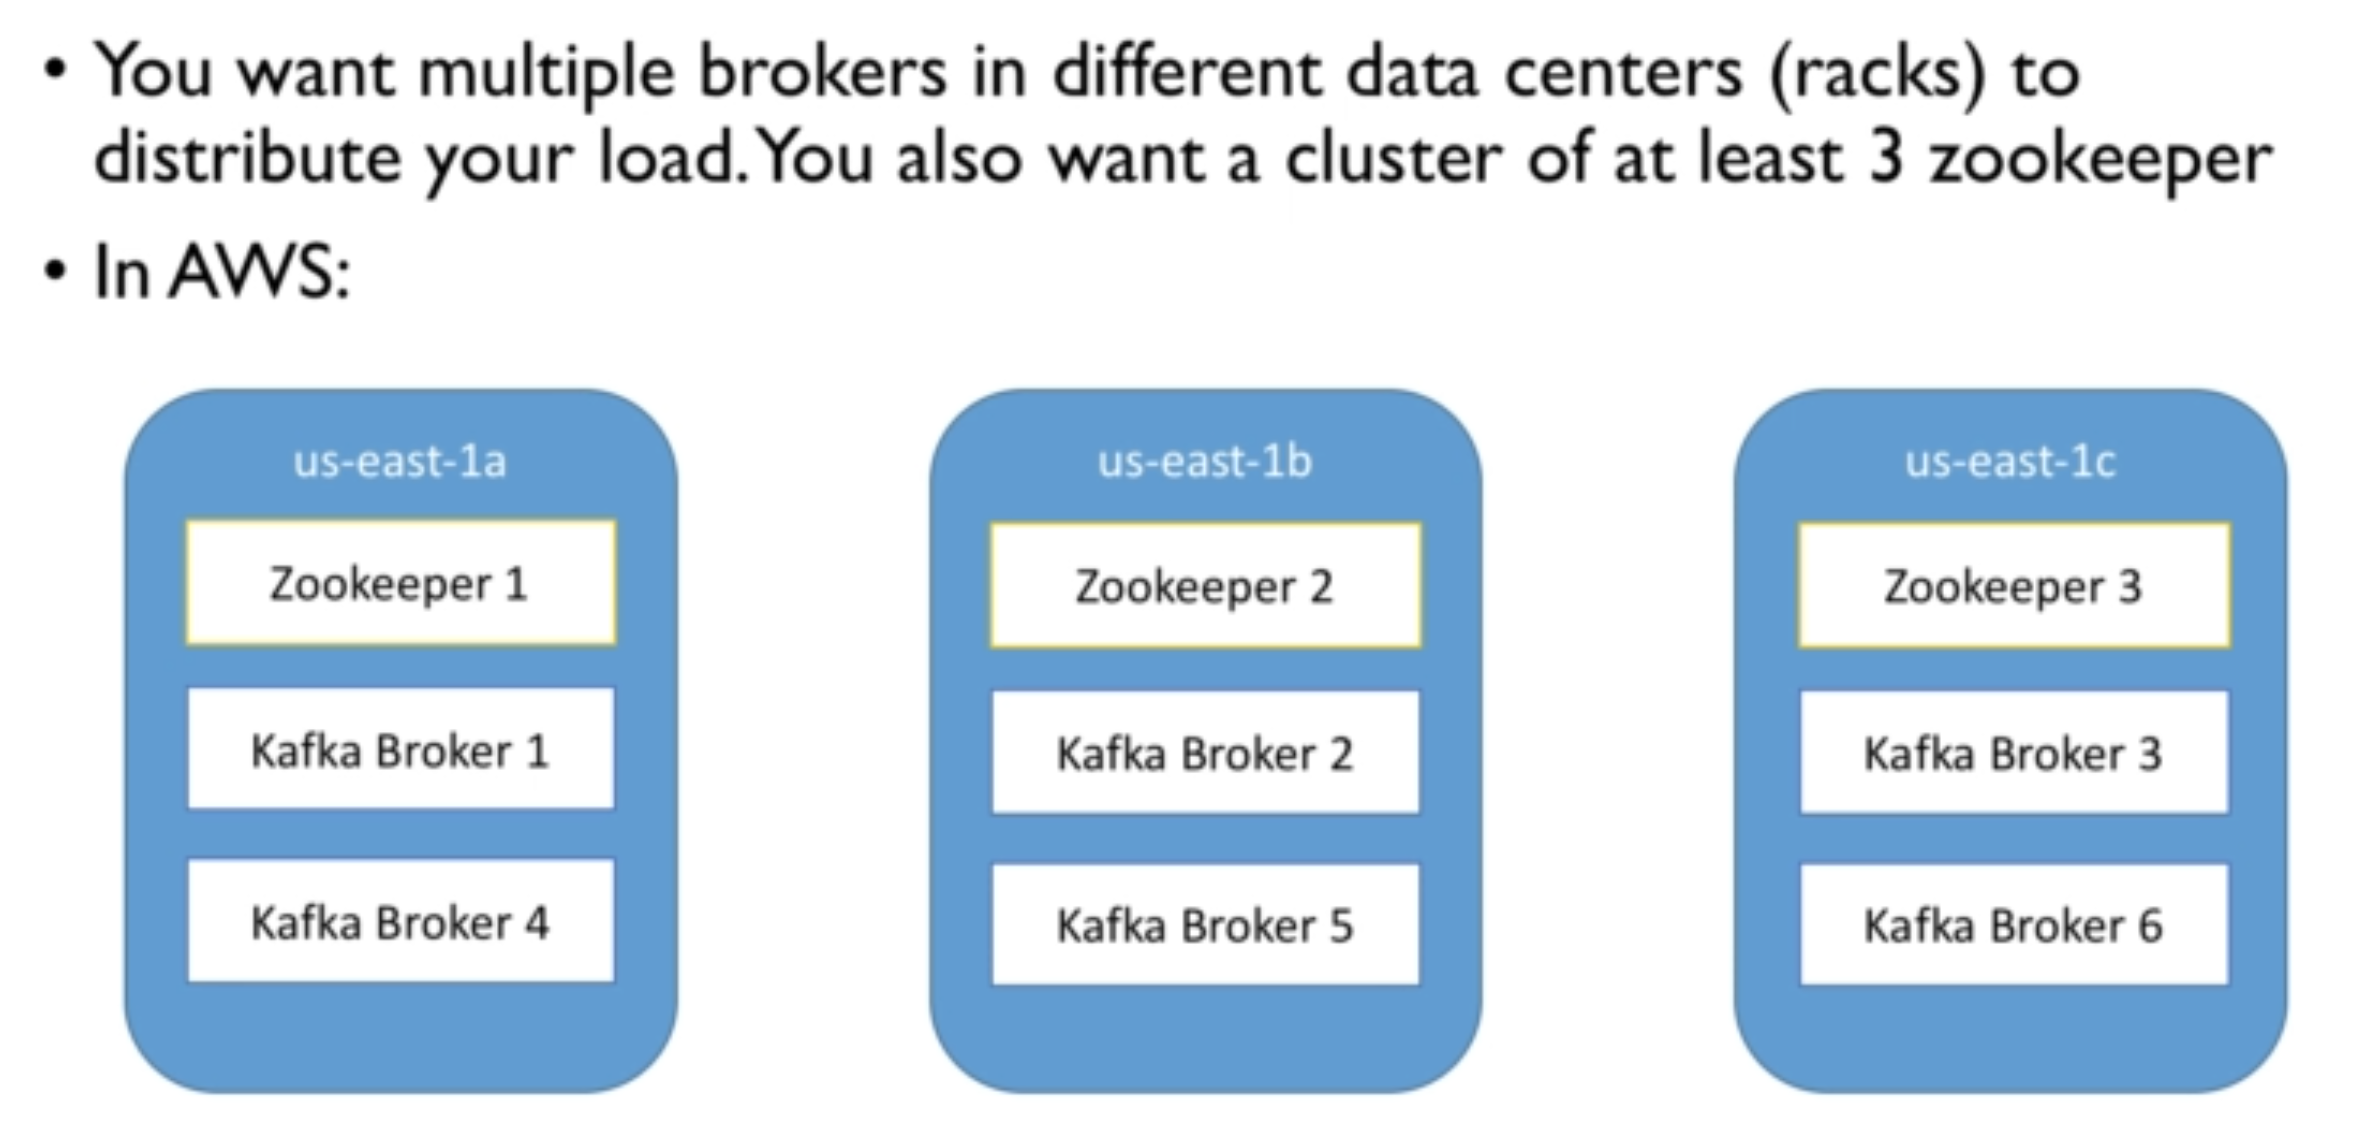 • You want multiple brokers in different data centers (racks) to
distribute your load. You also want a cluster of at least 3 zookeeper
• In AWS:
us-east-1a
Zookeeper 1
Kafka Broker 1
Kafka Broker 4
us-east-1b
Zookeeper 2
Kafka Broker 2
Kafka Broker 5
us-east-1c
Zookeeper 3
Kafka Broker 3
Kafka Broker 6